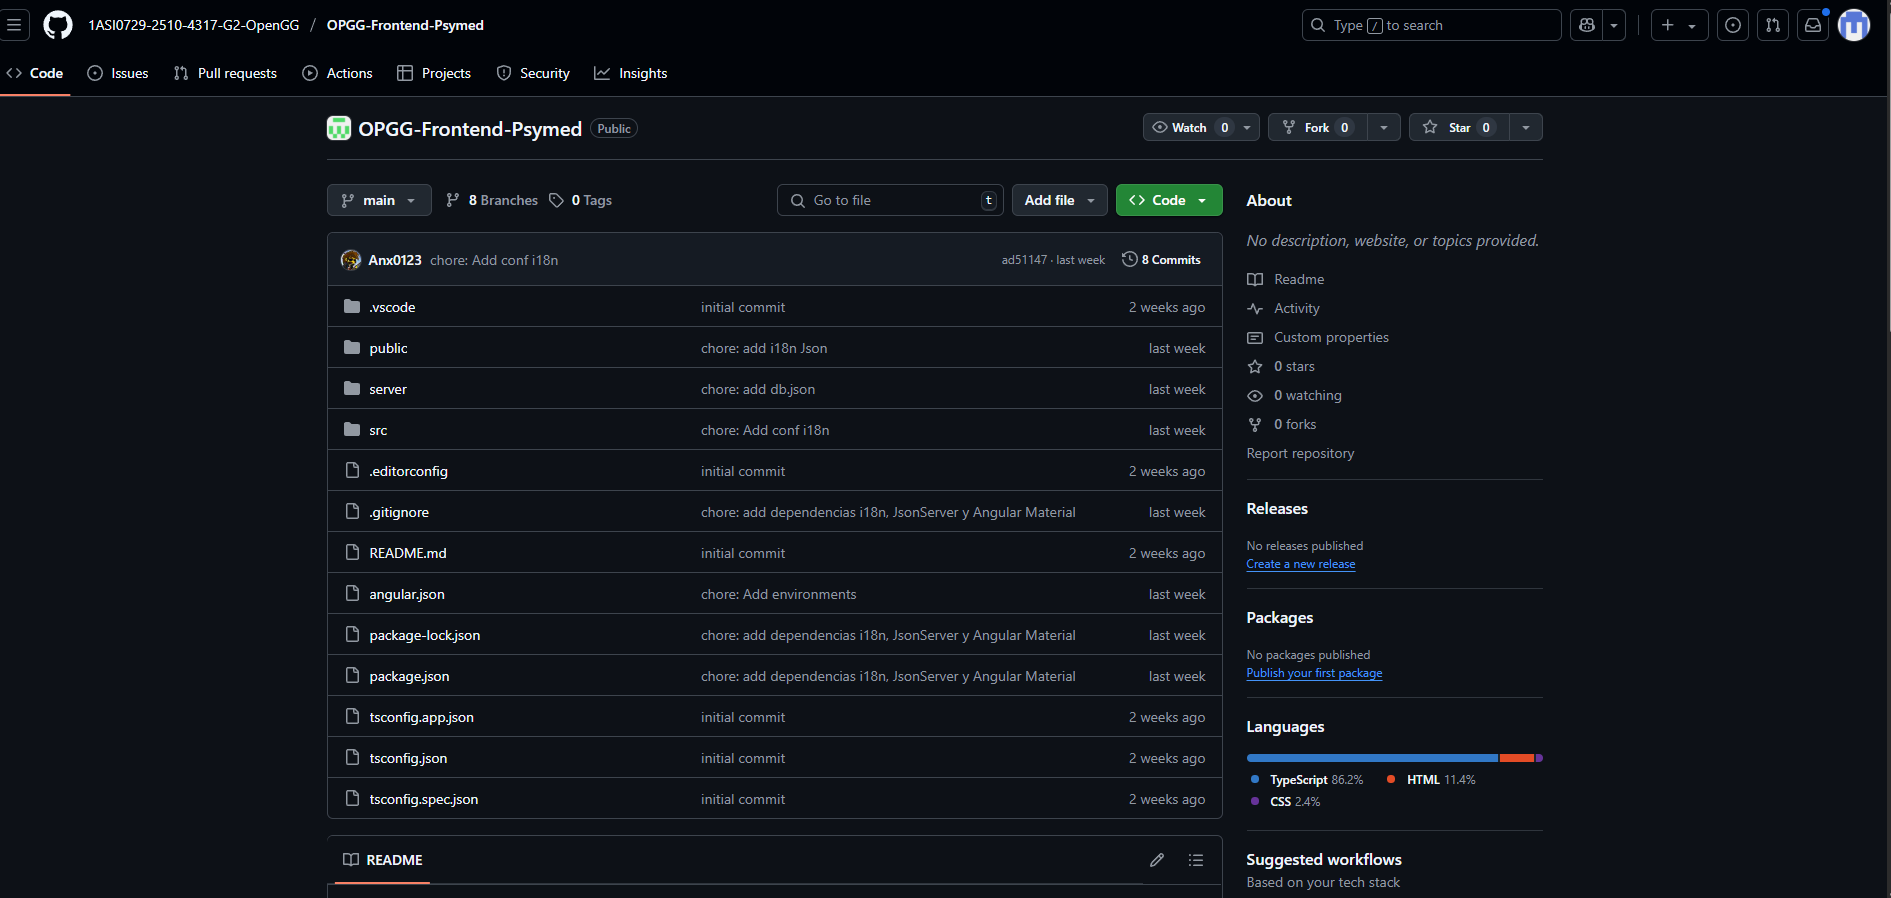 1ASI0729-2510-4317-G2-OpenGG / OPGG-Frontend-Psymed
Type / to search
Code Issues Pull requests Actions Projects Security Insights
OPGG-Frontend-Psymed Public
Watch 0 Fork 0 Star 0
main 8 Branches 0 Tags
Go to file t
Add file
Code
Anx0123 chore: Add conf i18n ad51147 · last week 8 Commits
.vscode initial commit 2 weeks ago
public chore: add i18n Json last week
server chore: add db.json last week
src chore: Add conf i18n last week
.editorconfig initial commit 2 weeks ago
.gitignore chore: add dependencias i18n, JsonServer y Angular Material last week
README.md initial commit 2 weeks ago
angular.json chore: Add environments last week
package-lock.json chore: add dependencias i18n, JsonServer y Angular Material last week
package.json chore: add dependencias i18n, JsonServer y Angular Material last week
tsconfig.app.json initial commit 2 weeks ago
tsconfig.json initial commit 2 weeks ago
tsconfig.spec.json initial commit 2 weeks ago
README
About
No description, website, or topics provided.
Readme
Activity
Custom properties
0 stars
0 watching
0 forks
Report repository
Releases
No releases published
Create a new release
Packages
No packages published
Publish your first package
Languages
TypeScript 86.2% HTML 11.4%
CSS 2.4%
Suggested workflows
Based on your tech stack